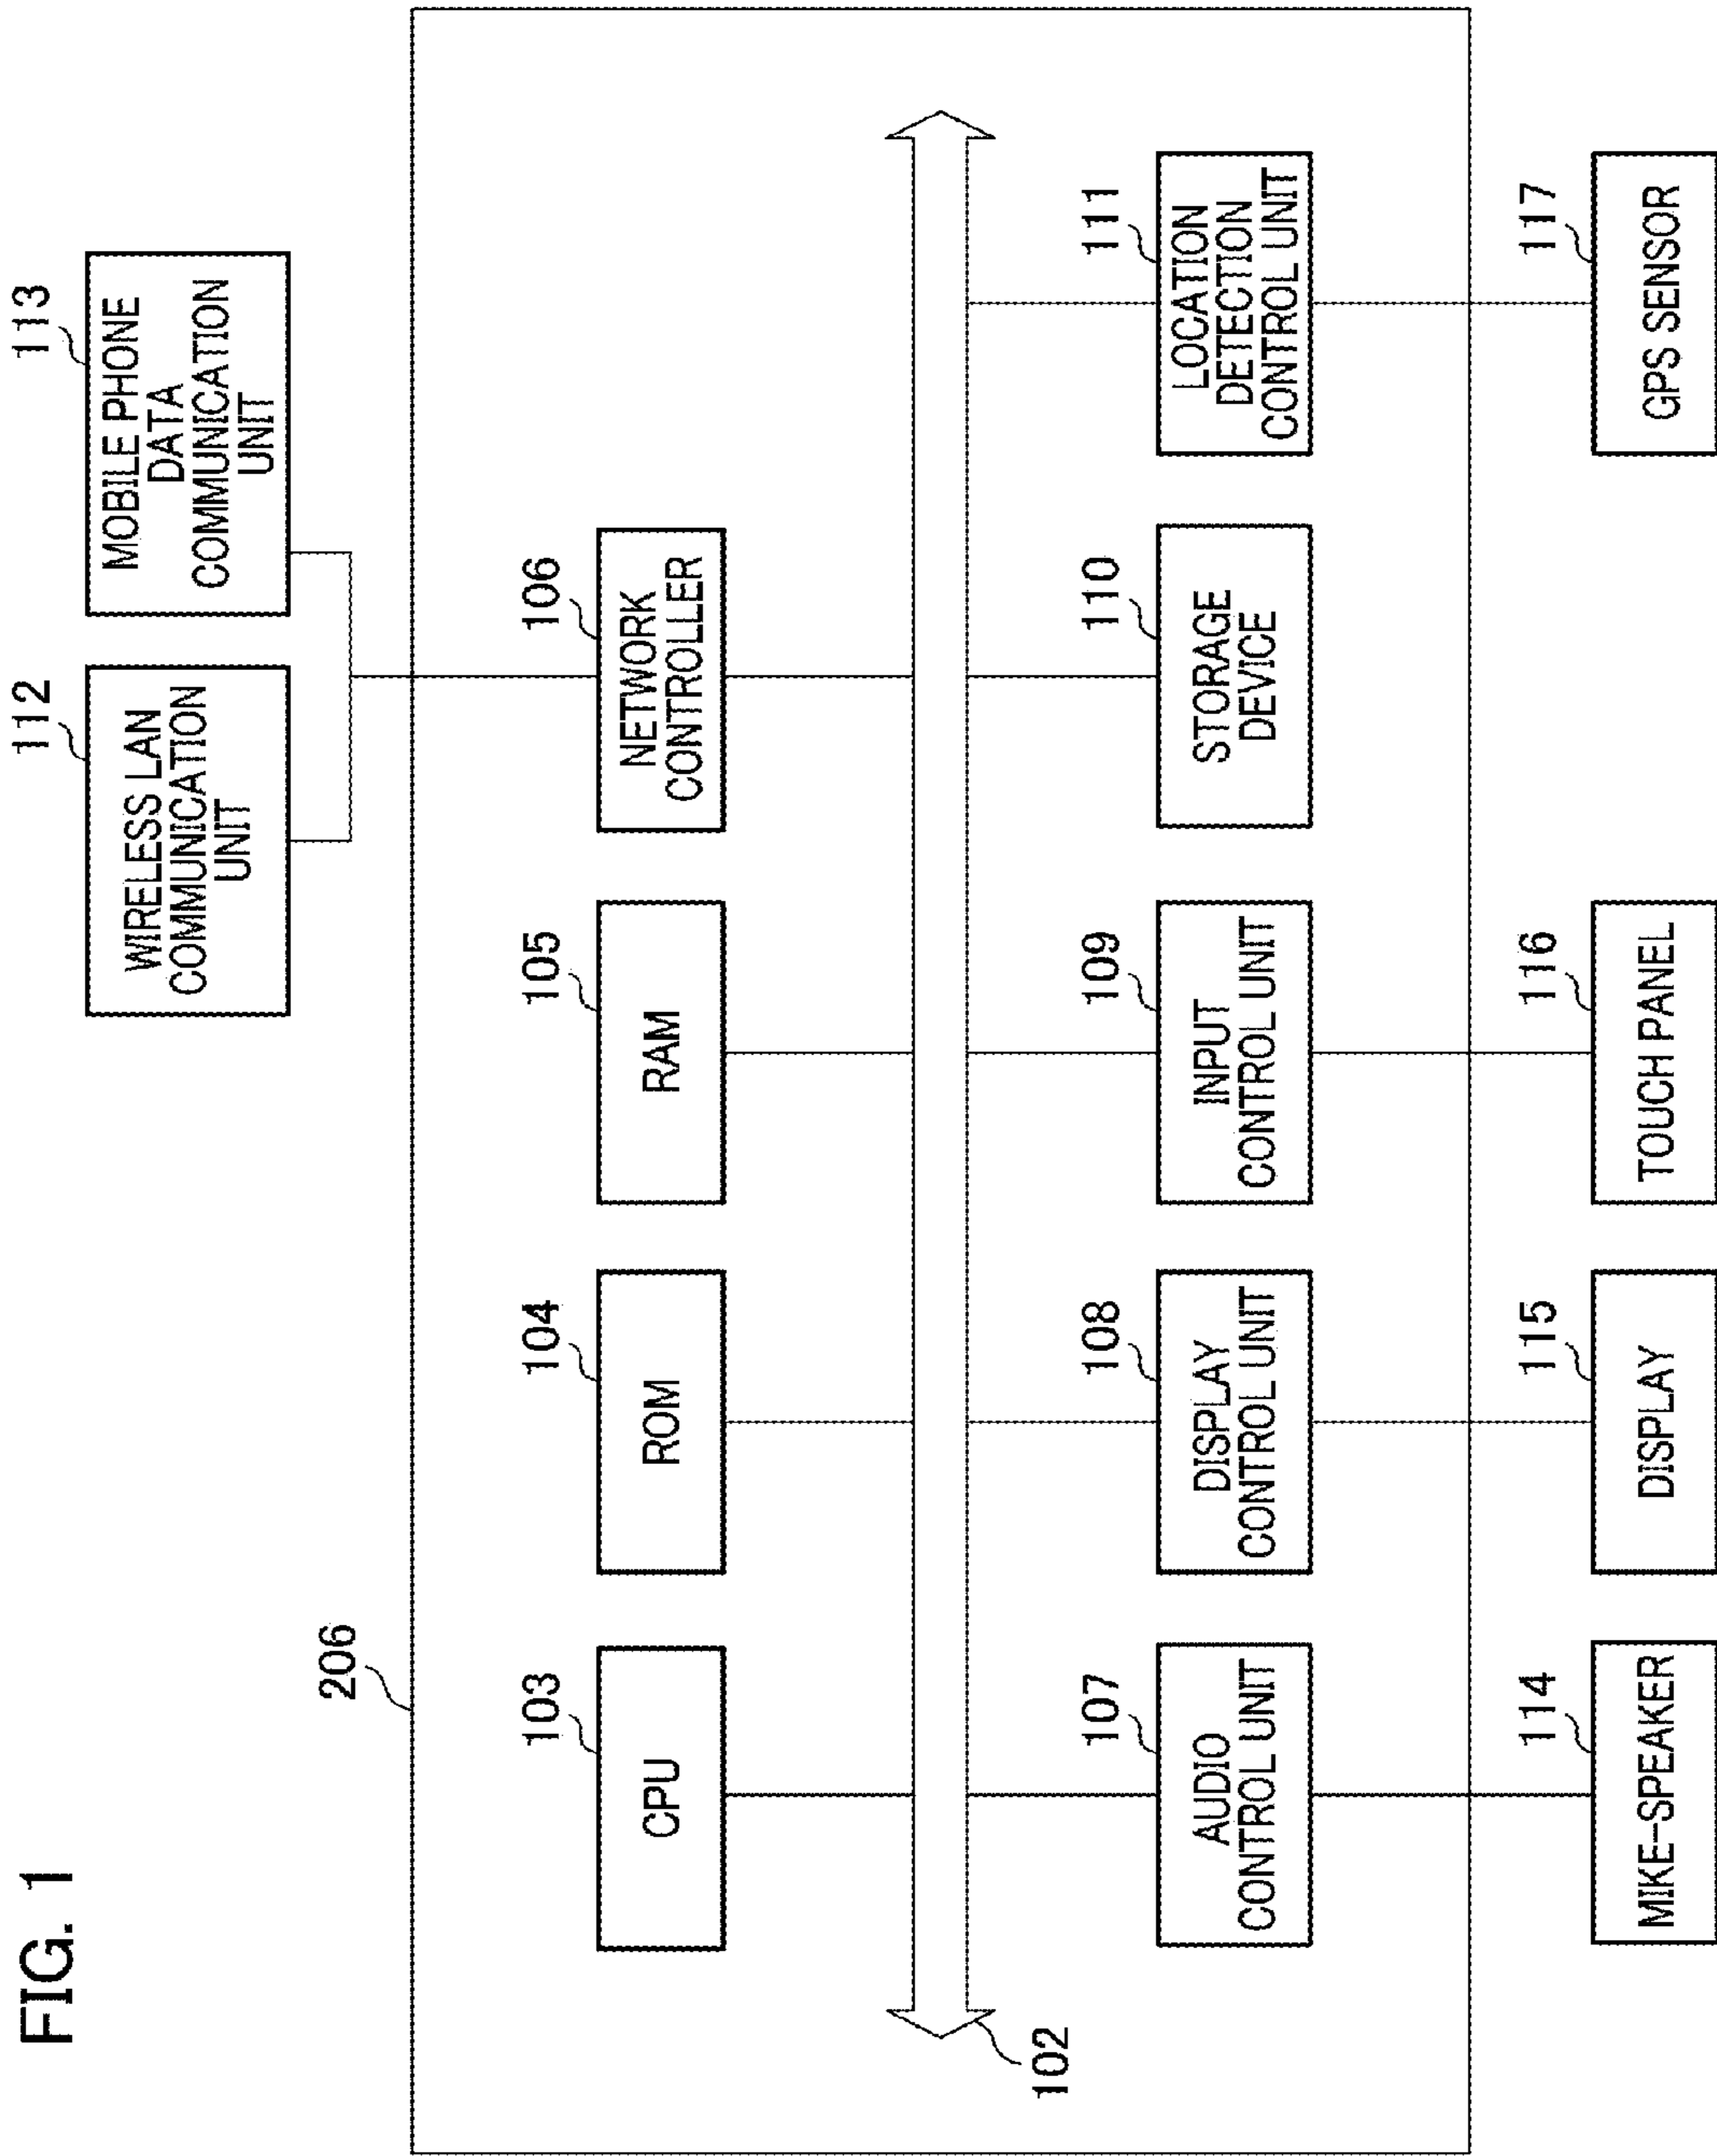 FIG. 1
112
WIRELESS LAN
COMMUNICATION
UNIT
113
MOBILE PHONE
DATA
COMMUNICATION
UNIT
206
103
CPU
104
ROM
105
RAM
106
NETWORK
CONTROLLER
102
107
AUDIO
CONTROL UNIT
108
DISPLAY
CONTROL UNIT
109
INPUT
CONTROL UNIT
110
STORAGE
DEVICE
111
LOCATION
DETECTION
CONTROL UNIT
114
MIKE-SPEAKER
115
DISPLAY
116
TOUCH PANEL
117
GPS SENSOR